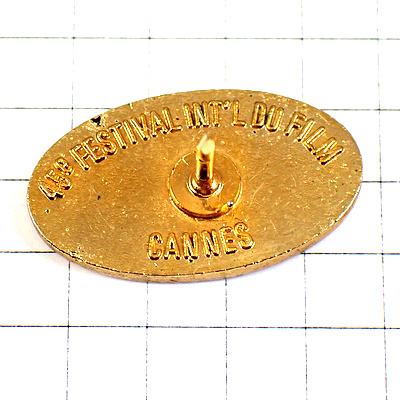 45e FESTIVAL INT'L DU FILM
CANNES